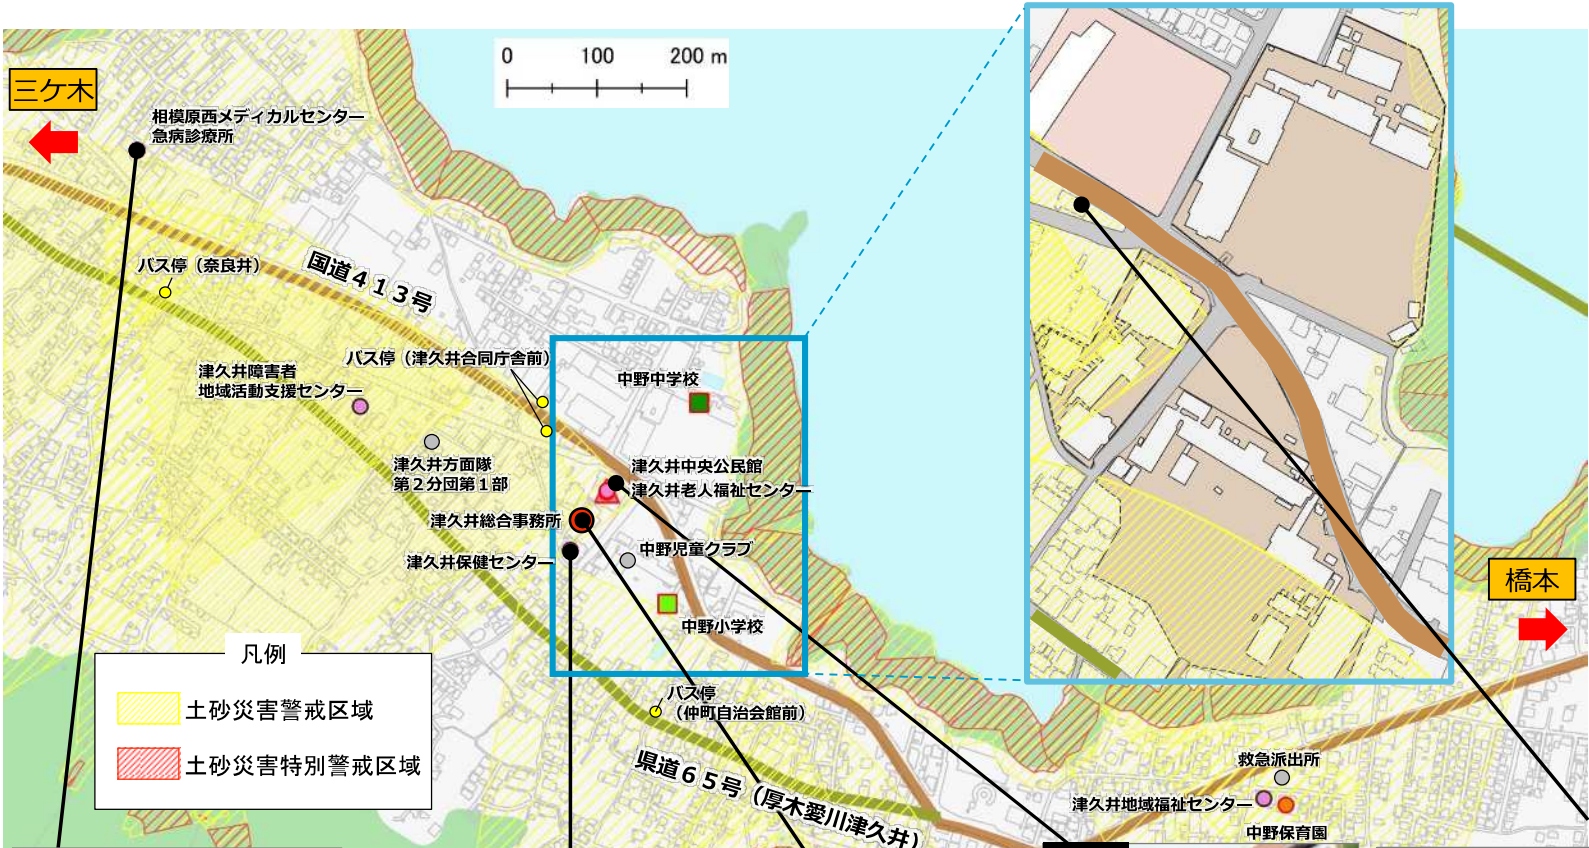 0 100 200 m
三ケ木
相模原西メディカルセンター
急病診療所
バス停（奈良井）
国道４１３号
バス停（津久井合同庁舎前）
津久井障害者
地域活動支援センター
中野中学校
津久井方面隊
第２分団第１部
津久井中央公民館
津久井老人福祉センター
津久井総合事務所
津久井保健センター
中野児童クラブ
中野小学校
橋本
凡例
土砂災害警戒区域
土砂災害特別警戒区域
バス停
（仲町自治会館前）
県道６５号（厚木愛川津久井）
救急派出所
津久井地域福祉センター
中野保育園